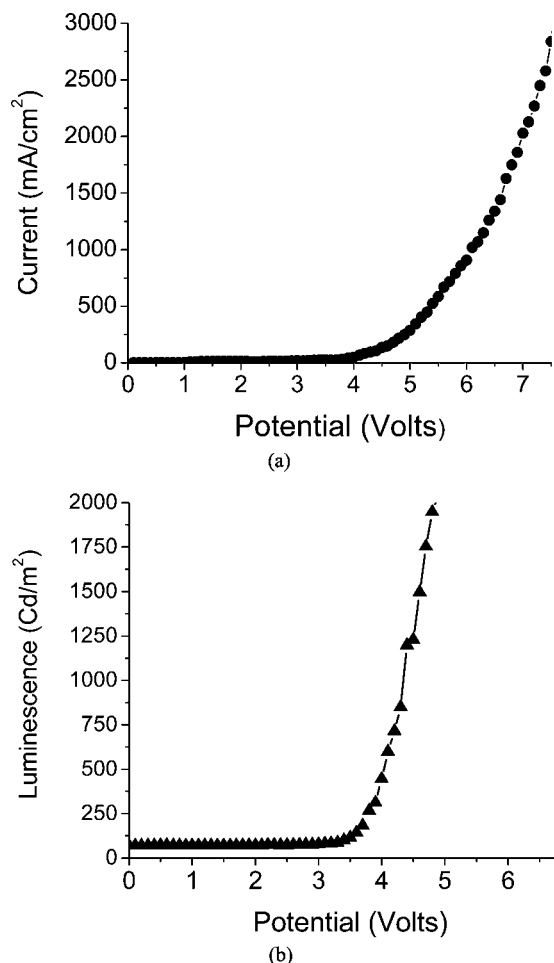 3000
2500
2000
1500
1000
500
0
Current (mA/cm²)
0 1 2 3 4 5 6 7
Potential (Volts)
(a)
2000
1750
1500
1250
1000
750
500
250
0
Luminescence (Cd/m²)
0 1 2 3 4 5 6
Potential (Volts)
(b)